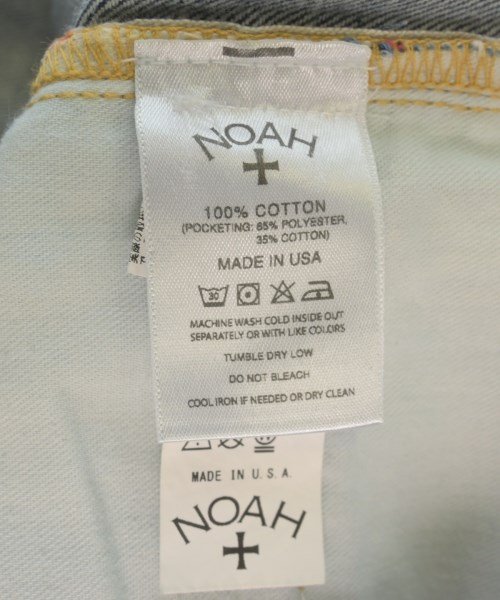 NOAH
100% COTTON
(POCKETING: 65% POLYESTER,
35% COTTON)
MADE IN USA
30
MACHINE WASH COLD INSIDE OUT
SEPARATELY OR WITH LIKE COLORS
TUMBLE DRY LOW
DO NOT BLEACH
COOL IRON IF NEEDED OR DRY CLEAN
MADE IN U.S.A.
NOAH